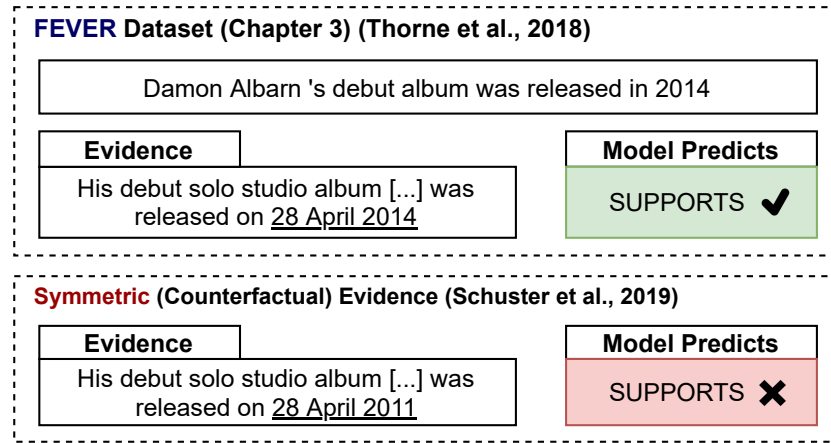 FEVER Dataset (Chapter 3) (Thorne et al., 2018)
Damon Albarn 's debut album was released in 2014
Evidence
His debut solo studio album [...] was
released on 28 April 2014
Model Predicts
SUPPORTS ✔
Symmetric (Counterfactual) Evidence (Schuster et al., 2019)
Evidence
His debut solo studio album [...] was
released on 28 April 2011
Model Predicts
SUPPORTS ✖